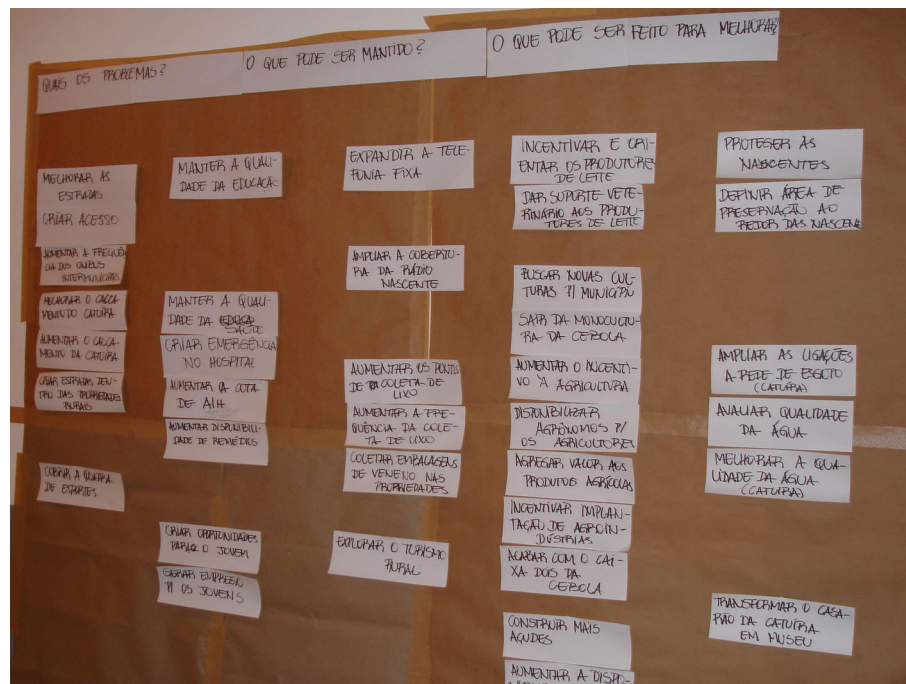 QUAIS OS PROBLEMAS?
O QUE PODE SER MANTIDO?
O QUE PODE SER FEITO PARA MELHORAR?
MELHORAR AS
ESTRADAS
CRIAR ACESSO
AUMENTAR A FREQUÊN-
CIA DOS ONIBUS
INTERMUNICIPAIS
MELHORAR O CALÇA-
MENTO DO CATUÍRA
AUMENTAR O CALÇA-
MENTO DA CATUÍRA
CRIAR ESTRADAS DEN-
TRO DAS PROPRIEDADES
RURAIS
COBRIR A QUADRA
DE ESPORTES
MANTER A QUALI-
DADE DA EDUCAÇÃO
MANTER A QUALI-
DADE DA SAÚDE
CRIAR EMERGÊNCIA
NO HOSPITAL
AUMENTAR A COTA
DE AIH
AUMENTAR DISPONIBILI-
DADE DE REMÉDIOS
CRIAR OPORTUNIDADES
PARA O JOVEM
GERAR EMPREGO
P/ OS JOVENS
EXPANDIR A TELE-
FONIA FIXA
AMPLIAR A COBERTU-
RA DA RÁDIO
NASCENTE
AUMENTAR OS PONTOS
DE COLETA DE
LIXO
AUMENTAR A FRE-
QUÊNCIA DA COLE-
TA DE LIXO
COLETAR EMBALAGENS
DE VENENO NAS
PROPRIEDADES
EXPLORAR O TURISMO
RURAL
INCENTIVAR E ORI-
ENTAR OS PRODUTORES
DE LEITE
DAR SUPORTE VETE-
RINÁRIO AOS PRODU-
TORES DE LEITE
BUSCAR NOVAS CUL-
TURAS P/ MUNICÍPIO
SAIR DA MONOCULTU-
RA DA CEBOLA
AUMENTAR O INCENTI-
VO À AGRICULTURA
DISPONIBILIZAR
AGRÔNOMOS P/
OS AGRICULTORES
AGREGAR VALOR AOS
PRODUTOS AGRÍCOLAS
INCENTIVAR IMPLAN-
TAÇÃO DE AGROIN-
DÚSTRIAS
ACABAR COM O CAI-
XA DOIS DA
CEBOLA
CONSTRUIR MAIS
AÇUDES
AUMENTAR A DISPO-
PROTEGER AS
NASCENTES
DEFINIR ÁREA DE
PRESERVAÇÃO AO
REDOR DAS NASCEN
AMPLIAR AS LIGAÇÕES
A REDE DE ESGOTO
(CATUÍRA)
AVALIAR QUALIDADE
DA ÁGUA
MELHORAR A QUA-
LIDADE DA ÁGUA
(CATUÍRA)
TRANSFORMAR O CASA-
RÃO DA CATUÍRA
EM MUSEU